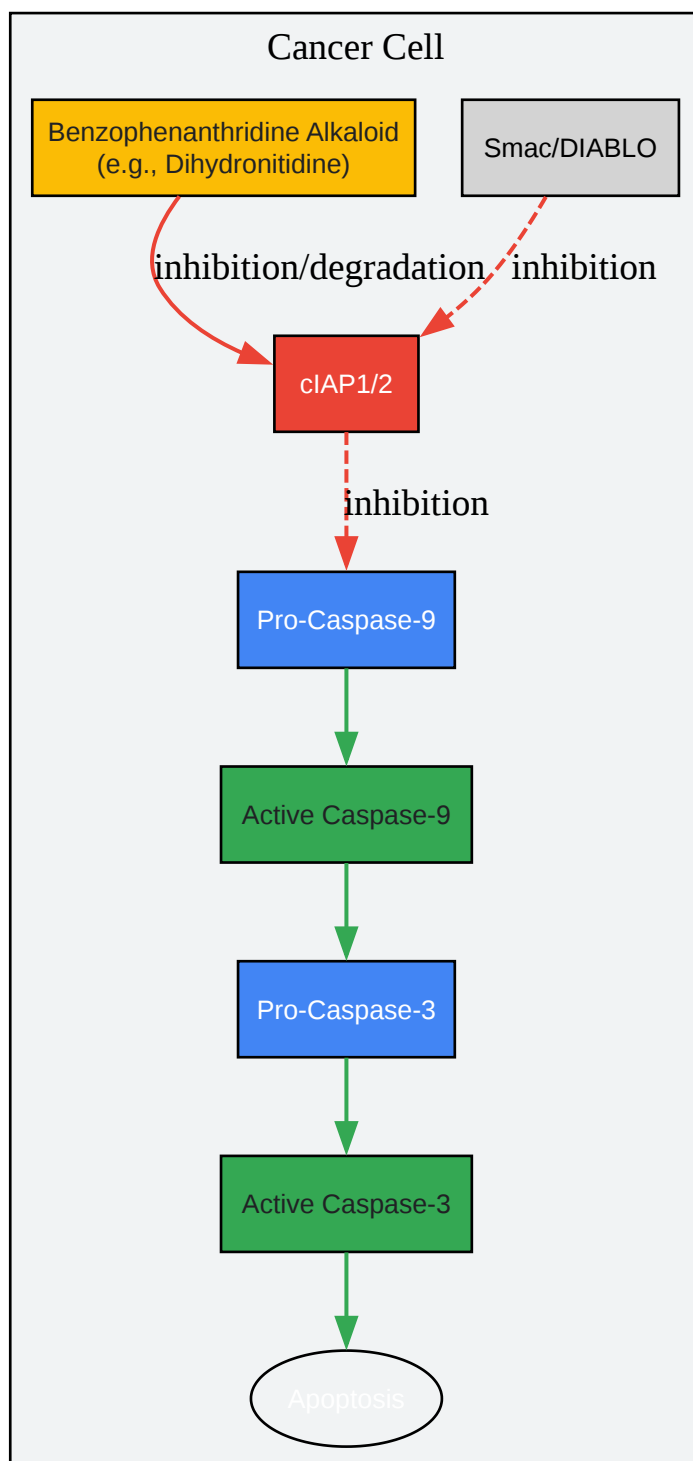 Cancer Cell
Benzophenanthridine Alkaloid
(e.g., Dihydronitidine)
Smac/DIABLO
inhibition/degradation
inhibition
cIAP1/2
inhibition
Pro-Caspase-9
Active Caspase-9
Pro-Caspase-3
Active Caspase-3
Apoptosis